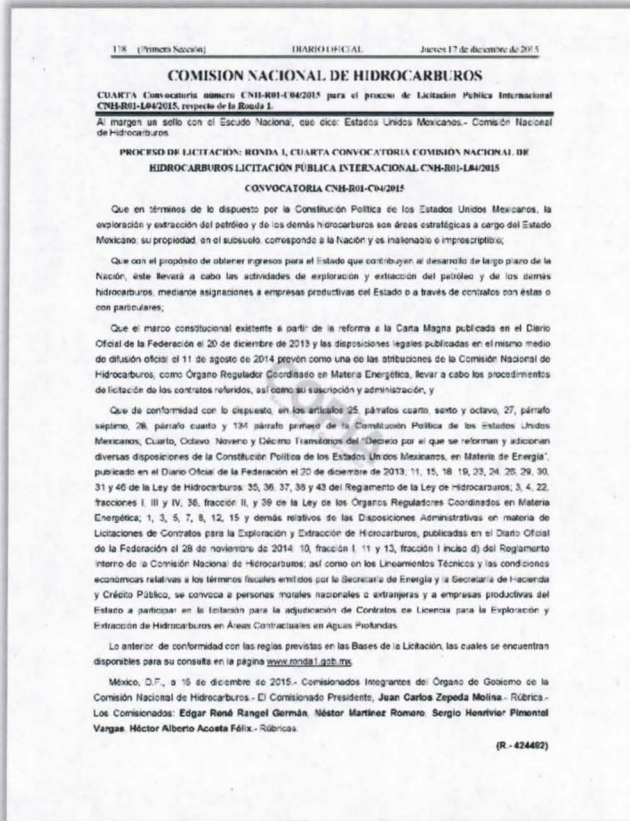 138 (Primera Sección) DIARIO OFICIAL Jueves 17 de diciembre de 2015
COMISION NACIONAL DE HIDROCARBUROS
CUARTA Convocatoria número CNH-R01-C04/2015 para el proceso de Licitación Pública Internacional
CNH-R01-L04/2015, respecto de la Ronda 1.
Al margen un sello con el Escudo Nacional, que dice: Estados Unidos Mexicanos.- Comisión Nacional
de Hidrocarburos.
PROCESO DE LICITACIÓN: RONDA 1, CUARTA CONVOCATORIA COMISIÓN NACIONAL DE
HIDROCARBUROS LICITACIÓN PÚBLICA INTERNACIONAL CNH-R01-L04/2015
CONVOCATORIA CNH-R01-C04/2015
Que en términos de lo dispuesto por la Constitución Política de los Estados Unidos Mexicanos, la
exploración y extracción del petróleo y de los demás hidrocarburos son áreas estratégicas a cargo del Estado
Mexicano; su propiedad, en el subsuelo, corresponde a la Nación y es inalienable e imprescriptible;
Que con el propósito de obtener ingresos para el Estado que contribuyan al desarrollo de largo plazo de la
Nación, éste llevará a cabo las actividades de exploración y extracción del petróleo y de los demás
hidrocarburos, mediante asignaciones a empresas productivas del Estado o a través de contratos con éstas o
con particulares;
Que el marco constitucional existente a partir de la reforma a la Carta Magna publicada en el Diario
Oficial de la Federación el 20 de diciembre de 2013 y las disposiciones legales publicadas en el mismo medio
de difusión oficial el 11 de agosto de 2014 prevén como una de las atribuciones de la Comisión Nacional de
Hidrocarburos, como Órgano Regulador Coordinado en Materia Energética, llevar a cabo los procedimientos
de licitación de los contratos referidos, así como su suscripción y administración, y
Que de conformidad con lo dispuesto, en los artículos 25, párrafos cuarto, sexto y octavo, 27, párrafo
séptimo, 28, párrafo cuarto y 134 párrafo primero de la Constitución Política de los Estados Unidos
Mexicanos, Cuarto, Octavo, Noveno y Décimo Transitorios del "Decreto por el que se reforman y adicionan
diversas disposiciones de la Constitución Política de los Estados Unidos Mexicanos, en Materia de Energía",
publicado en el Diario Oficial de la Federación el 20 de diciembre de 2013; 11, 15, 18, 19, 23, 24, 26, 29, 30,
31 y 46 de la Ley de Hidrocarburos; 35, 36, 37, 38 y 43 del Reglamento de la Ley de Hidrocarburos; 3, 4, 22,
fracciones I, III y IV, 38, fracción II, y 39 de la Ley de los Órganos Reguladores Coordinados en Materia
Energética; 1, 3, 5, 7, 8, 12, 15 y demás relativos de las Disposiciones Administrativas en materia de
Licitaciones de Contratos para la Exploración y Extracción de Hidrocarburos, publicadas en el Diario Oficial
de la Federación el 28 de noviembre de 2014; 10, fracción I, 11 y 13, fracción I inciso d) del Reglamento
Interno de la Comisión Nacional de Hidrocarburos; así como en los Lineamientos Técnicos y las condiciones
económicas relativas a los términos fiscales emitidos por la Secretaría de Energía y la Secretaría de Hacienda
y Crédito Público, se convoca a personas morales nacionales o extranjeras y a empresas productivas del
Estado a participar en la licitación para la adjudicación de Contratos de Licencia para la Exploración y
Extracción de Hidrocarburos en Áreas Contractuales en Aguas Profundas.
Lo anterior, de conformidad con las reglas previstas en las Bases de la Licitación, las cuales se encuentran
disponibles para su consulta en la página www.ronda1.gob.mx.
México, D.F., a 15 de diciembre de 2015.- Comisionados Integrantes del Órgano de Gobierno de la
Comisión Nacional de Hidrocarburos.- El Comisionado Presidente, Juan Carlos Zepeda Molina.- Rúbrica.-
Los Comisionados: Edgar René Rangel Germán, Néstor Martínez Romero, Sergio Henrivier Pimentel
Vargas, Héctor Alberto Acosta Félix.- Rúbricas.
(R.- 424492)
COPIA